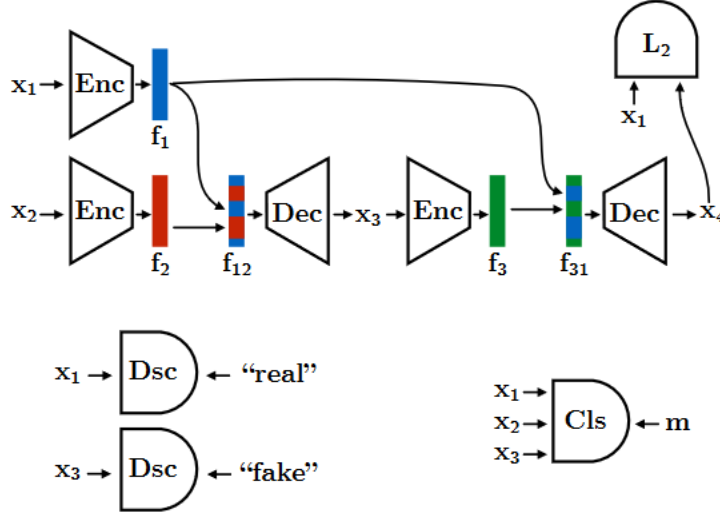 x₁ Enc f₁ L₂ x₁
x₂ Enc f₂ f₁₂ Dec x₃ Enc f₃ f₃₁ Dec x₄
x₁ Dsc “real”
x₃ Dsc “fake”
x₁ x₂ x₃ Cls m